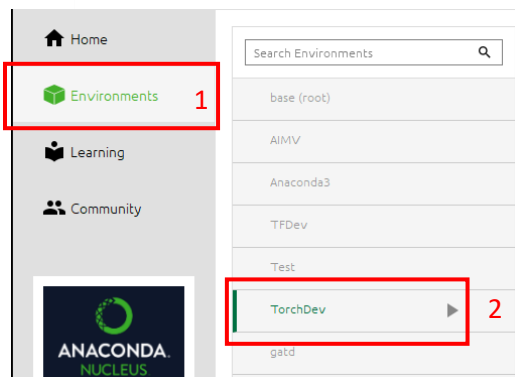 Home
Environments 1
Learning
Community
ANACONDA.
NUCLEUS
Search Environments
base (root)
AIMV
Anaconda3
TFDev
Test
TorchDev 2
gatd